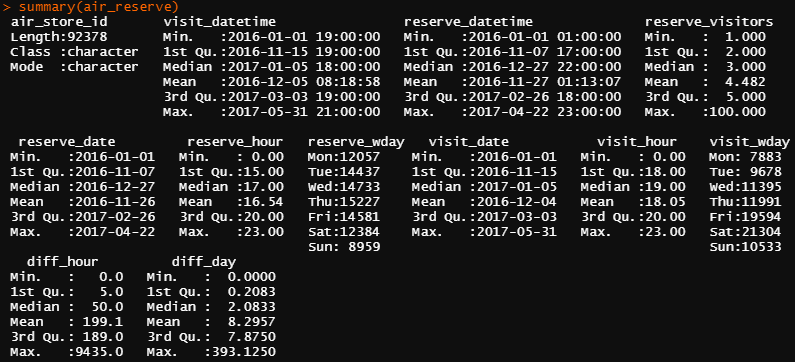 > summary(air_reserve)
air_store_id visit_datetime reserve_datetime reserve_visitors
Length:92378 Min. :2016-01-01 19:00:00 Min. :2016-01-01 01:00:00 Min. : 1.000
Class :character 1st Qu.:2016-11-15 19:00:00 1st Qu.:2016-11-07 17:00:00 1st Qu.: 2.000
Mode :character Median :2017-01-05 18:00:00 Median :2016-12-27 22:00:00 Median : 3.000
Mean :2016-12-05 08:18:58 Mean :2016-11-27 01:13:07 Mean : 4.482
3rd Qu.:2017-03-03 19:00:00 3rd Qu.:2017-02-26 18:00:00 3rd Qu.: 5.000
Max. :2017-05-31 21:00:00 Max. :2017-04-22 23:00:00 Max. :100.000
reserve_date reserve_hour reserve_wday visit_date visit_hour visit_wday
Min. :2016-01-01 Min. : 0.00 Mon:12057 Min. :2016-01-01 Min. : 0.00 Mon: 7883
1st Qu.:2016-11-07 1st Qu.:15.00 Tue:14437 1st Qu.:2016-11-15 1st Qu.:18.00 Tue: 9678
Median :2016-12-27 Median :17.00 Wed:14733 Median :2017-01-05 Median :19.00 Wed:11395
Mean :2016-11-26 Mean :16.54 Thu:15227 Mean :2016-12-04 Mean :18.05 Thu:11991
3rd Qu.:2017-02-26 3rd Qu.:20.00 Fri:14581 3rd Qu.:2017-03-03 3rd Qu.:20.00 Fri:19594
Max. :2017-04-22 Max. :23.00 Sat:12384 Max. :2017-05-31 Max. :23.00 Sat:21304
Sun: 8959 Sun:10533
diff_hour diff_day
Min. : 0.0 Min. : 0.0000
1st Qu.: 5.0 1st Qu.: 0.2083
Median : 50.0 Median : 2.0833
Mean : 199.1 Mean : 8.2957
3rd Qu.: 189.0 3rd Qu.: 7.8750
Max. :9435.0 Max. :393.1250